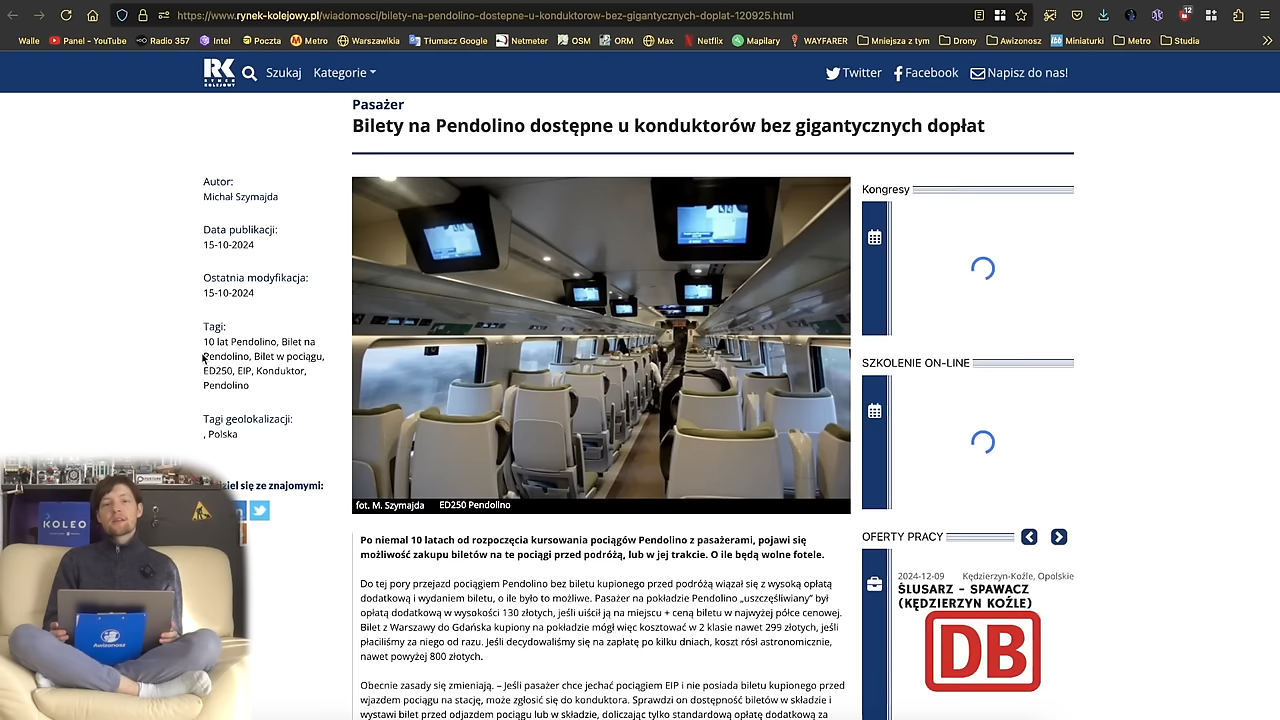 https://www.rynek-kolejowy.pl/wiadomosci/bilety-na-pendolino-dostepne-u-konduktorow-bez-gigantycznych-doplat-120925.html
12
Walle Panel - YouTube Radio 357 Intel Poczta Metro Warszawikia Tłumacz Google Netmeter OSM ORM Max Netflix Mapilary WAYFARER Mniejsza z tym Drony Awizonosz Miniaturki Metro Studia
RK
RYNEK
KOLEJOWY
Szukaj Kategorie Twitter Facebook Napisz do nas!
Pasażer
Bilety na Pendolino dostępne u konduktorów bez gigantycznych dopłat
Autor:
Michał Szymajda
Data publikacji:
15-10-2024
Ostatnia modyfikacja:
15-10-2024
Tagi:
10 lat Pendolino, Bilet na
Pendolino, Bilet w pociągu,
ED250, EIP, Konduktor,
Pendolino
Tagi geolokalizacji:
, Polska
ziel się ze znajomymi:
KOLEO
Awizonosz
fot. M. Szymajda ED250 Pendolino
Po niemal 10 latach od rozpoczęcia kursowania pociągów Pendolino z pasażerami, pojawi się
możliwość zakupu biletów na te pociągi przed podróżą, lub w jej trakcie. O ile będą wolne fotele.
Do tej pory przejazd pociągiem Pendolino bez biletu kupionego przed podróżą wiązał się z wysoką opłatą
dodatkową i wydaniem biletu, o ile było to możliwe. Pasażer na pokładzie Pendolino „uszczęśliwiany” był
opłatą dodatkową w wysokości 130 złotych, jeśli uiścił ją na miejscu + ceną biletu w najwyżej półce cenowej.
Bilet z Warszawy do Gdańska kupiony na pokładzie mógł więc kosztować w 2 klasie nawet 299 złotych, jeśli
płaciliśmy za niego od razu. Jeśli decydowaliśmy się na zapłatę po kilku dniach, koszt rósł astronomicznie,
nawet powyżej 800 złotych.
Obecnie zasady się zmieniają. – Jeśli pasażer chce jechać pociągiem EIP i nie posiada biletu kupionego przed
wjazdem pociągu na stację, może zgłosić się do konduktora. Sprawdzi on dostępność biletów w składzie i
wystawi bilet przed odjazdem pociągu lub w składzie, doliczając tylko standardową opłatę dodatkową za
Kongresy
SZKOLENIE ON-LINE
OFERTY PRACY
2024-12-09 Kędzierzyn-Koźle, Opolskie
ŚLUSARZ - SPAWACZ
(KĘDZIERZYN KOŹLE)
DB